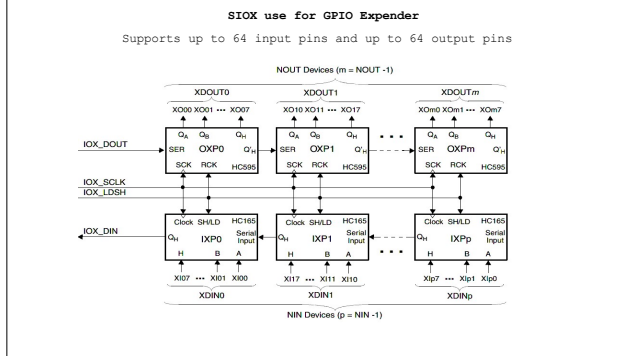 SIOX use for GPIO Expender
Supports up to 64 input pins and up to 64 output pins
NOUT Devices (m = NOUT -1)
XDOUT0 XDOUT1 XDOUTm
XO00 XO01 ••• XO07 XO10 XO11 ••• XO17 XOm0 XOm1 ••• XOm7
QA QB QH QA QB QH QA QB QH
IOX_DOUT
SER OXP0 Q'H SER OXP1 Q'H SER OXPm Q'H
SCK RCK HC595 SCK RCK HC595 SCK RCK HC595
IOX_SCLK
IOX_LDSH
Clock SH/LD HC165 Clock SH/LD HC165 Clock SH/LD HC165
IOX_DIN
QH IXP0 Serial Input QH IXP1 Serial Input QH IXPp Serial Input
H B A H B A H B A
XI07 ••• XI01 XI00 XI17 ••• XI11 XI10 XIp7 ••• XIp1 XIp0
XDIN0 XDIN1 XDINp
NIN Devices (p = NIN -1)